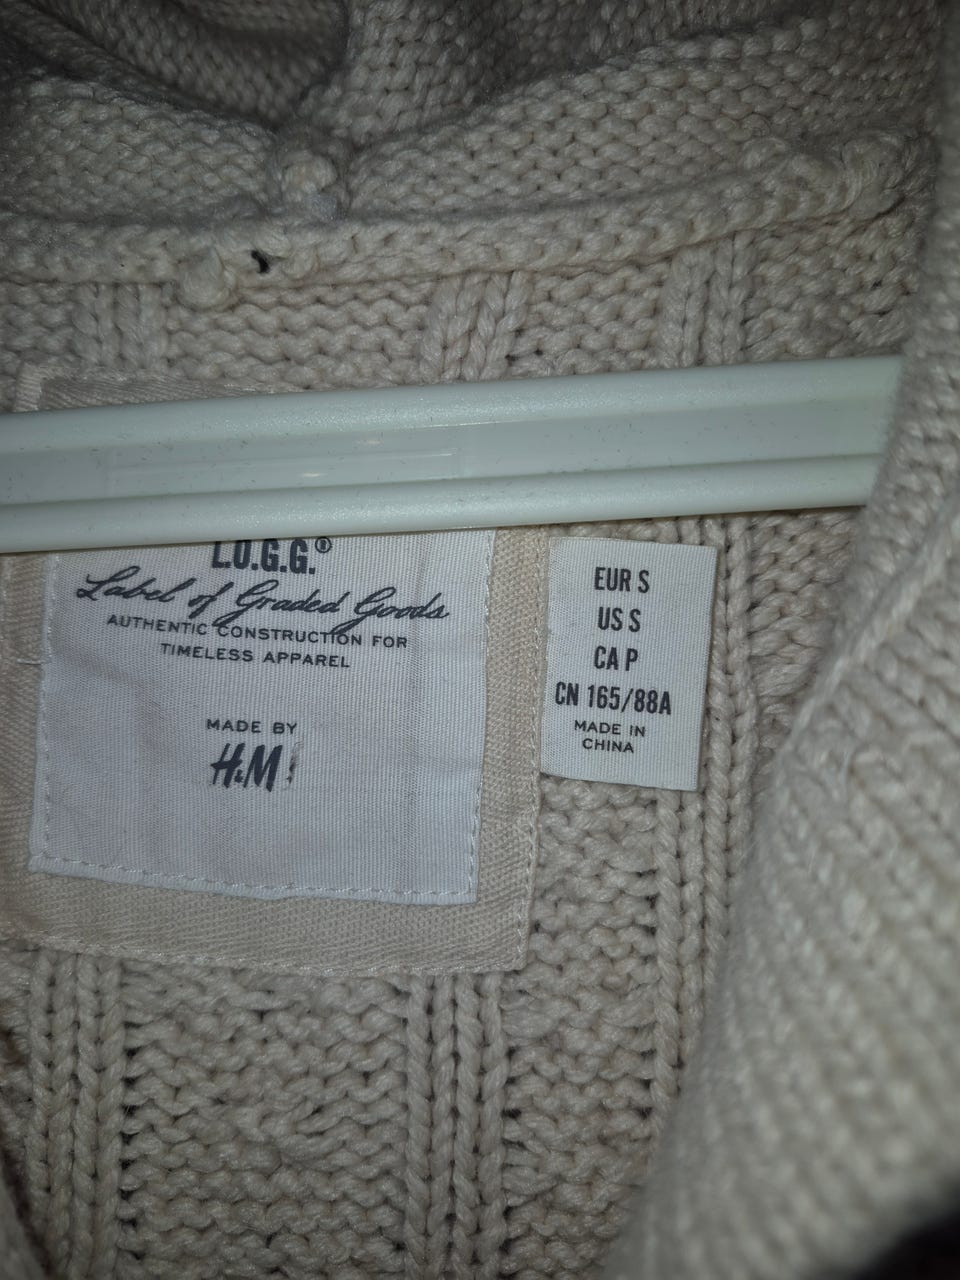 L.O.G.G.®
Label of Graded Goods
AUTHENTIC CONSTRUCTION FOR
TIMELESS APPAREL
MADE BY
H&M
EUR S
US S
CA P
CN 165/88A
MADE IN
CHINA